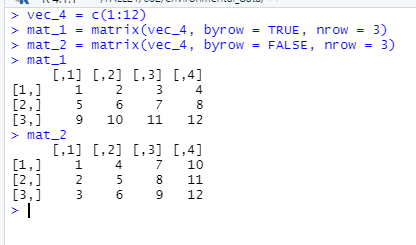 > vec_4 = c(1:12)
> mat_1 = matrix(vec_4, byrow = TRUE, nrow = 3)
> mat_2 = matrix(vec_4, byrow = FALSE, nrow = 3)
> mat_1
     [,1] [,2] [,3] [,4]
[1,]    1    2    3    4
[2,]    5    6    7    8
[3,]    9   10   11   12
> mat_2
     [,1] [,2] [,3] [,4]
[1,]    1    4    7   10
[2,]    2    5    8   11
[3,]    3    6    9   12
>